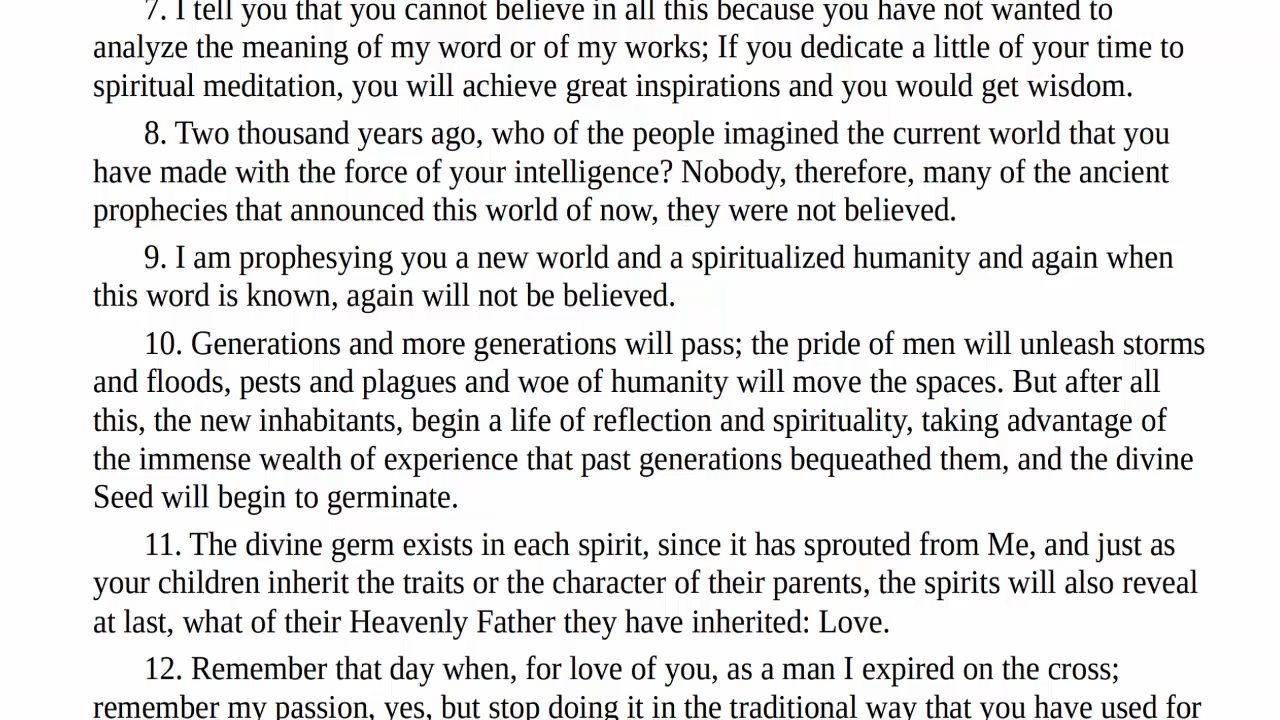 7. I tell you that you cannot believe in all this because you have not wanted to
analyze the meaning of my word or of my works; If you dedicate a little of your time to
spiritual meditation, you will achieve great inspirations and you would get wisdom.
8. Two thousand years ago, who of the people imagined the current world that you
have made with the force of your intelligence? Nobody, therefore, many of the ancient
prophecies that announced this world of now, they were not believed.
9. I am prophesying you a new world and a spiritualized humanity and again when
this word is known, again will not be believed.
10. Generations and more generations will pass; the pride of men will unleash storms
and floods, pests and plagues and woe of humanity will move the spaces. But after all
this, the new inhabitants, begin a life of reflection and spirituality, taking advantage of
the immense wealth of experience that past generations bequeathed them, and the divine
Seed will begin to germinate.
11. The divine germ exists in each spirit, since it has sprouted from Me, and just as
your children inherit the traits or the character of their parents, the spirits will also reveal
at last, what of their Heavenly Father they have inherited: Love.
12. Remember that day when, for love of you, as a man I expired on the cross;
remember my passion, yes, but stop doing it in the traditional way that you have used for